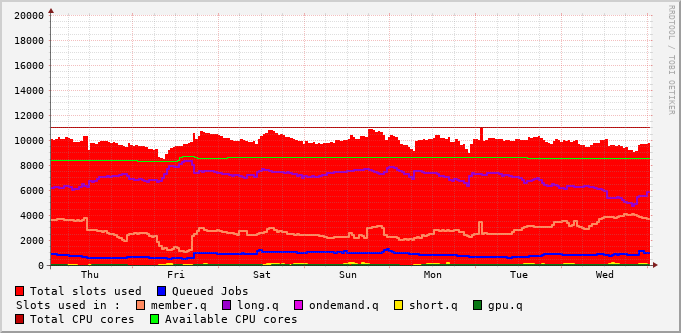 20000
18000
16000
14000
12000
10000
8000
6000
4000
2000
0
Thu Fri Sat Sun Mon Tue Wed
RRDTOOL / TOBI OETIKER
Total slots used Queued Jobs
Slots used in : member.q long.q ondemand.q short.q gpu.q
Total CPU cores Available CPU cores